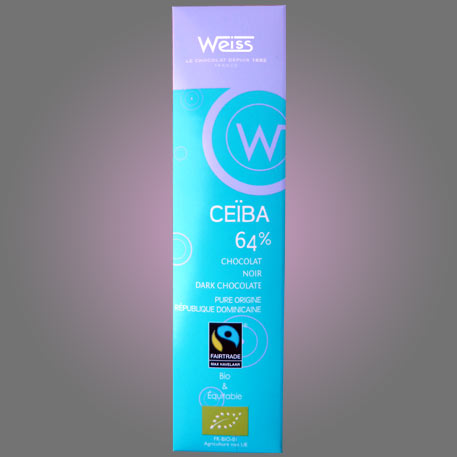 Weiss
LE CHOCOLAT DEPUIS 1882
FRANCE
W
CEÏBA
64%
CHOCOLAT
NOIR
DARK CHOCOLATE
PURE ORIGINE
RÉPUBLIQUE DOMINICAINE
FAIRTRADE
MAX HAVELAAR
Bio
&
Équitable
FR-BIO-01
Agriculture non UE